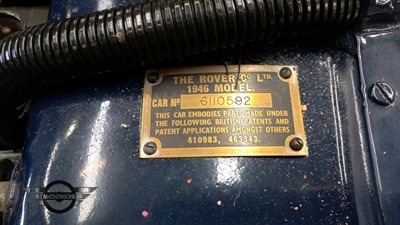 THE ROVER Co LTD.
1946 MODEL.
CAR No 6110592
THIS CAR EMBODIES PARTS MADE UNDER
THE FOLLOWING BRITISH PATENTS AND
PATENT APPLICATIONS AMONGST OTHERS
410983, 463343.
MATHEWSONS